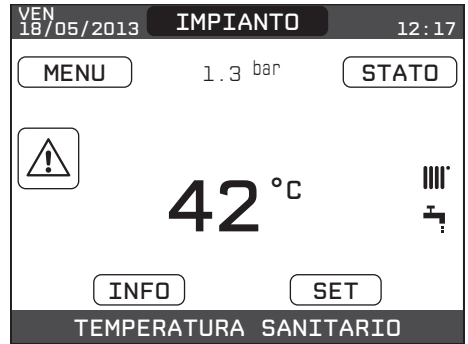 VEN
18/05/2013 IMPIANTO 12:17
MENU 1.3 bar STATO
42 °C
INFO SET
TEMPERATURA SANITARIO